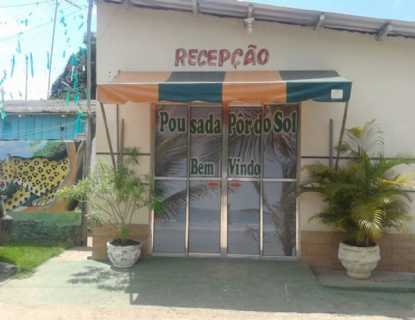 RECEPÇÃO
Pousada Pôr do Sol
Bem Vindo